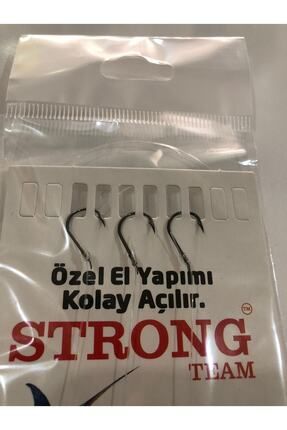 Özel El Yapımı
Kolay Açılır.
STRONG TM
TEAM